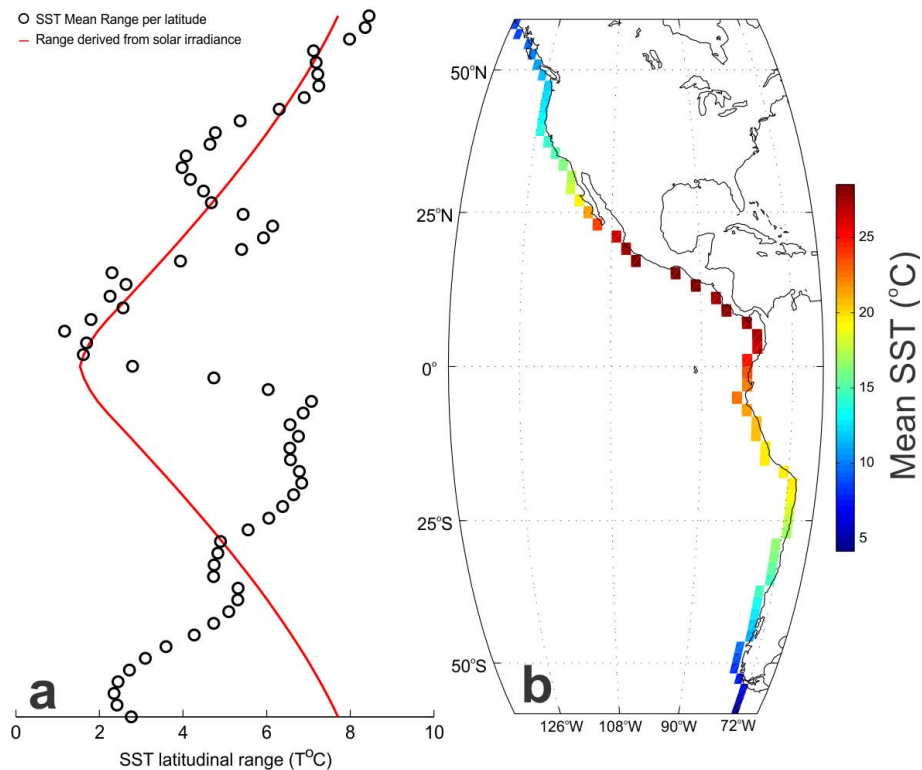 SST Mean Range per latitude
Range derived from solar irradiance
a
0 2 4 6 8 10
SST latitudinal range (T°C)
50°N
25°N
0°
25°S
50°S
b
126°W 108°W 90°W 72°W
25
20
15
10
5
Mean SST (°C)